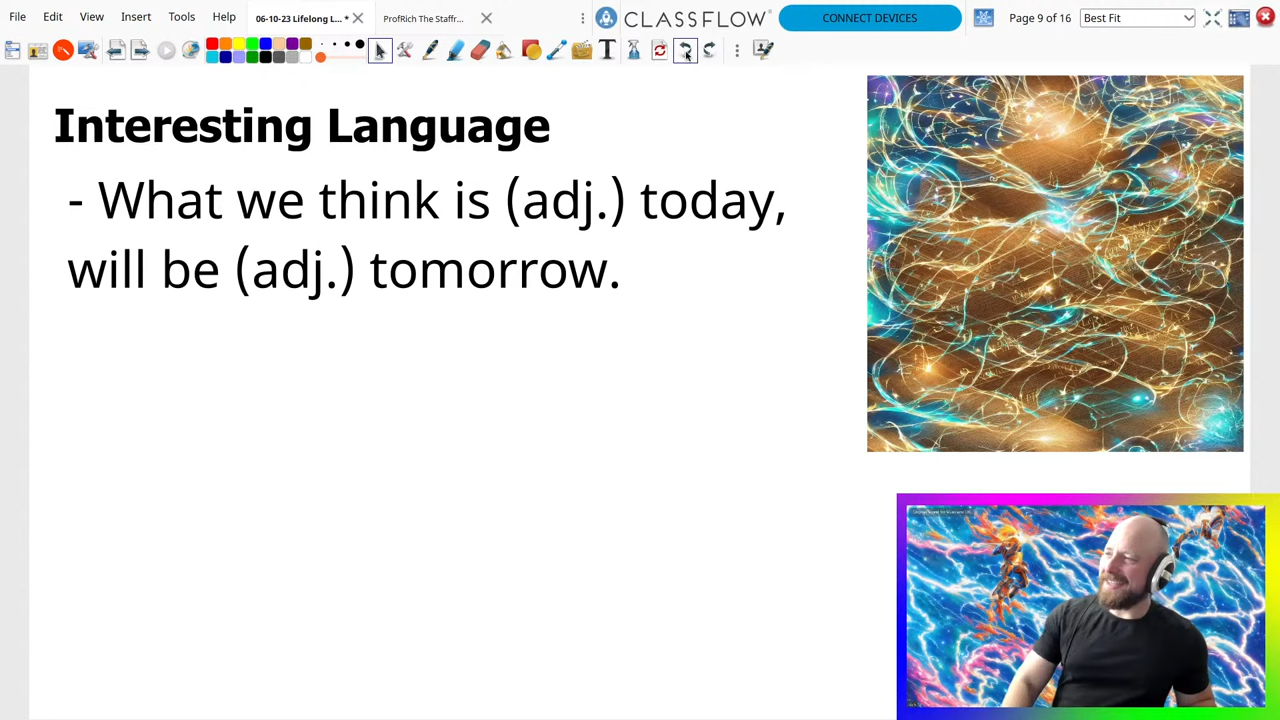 File Edit View Insert Tools Help 06-10-23 Lifelong L... * ProfRich The Staffr... CLASSFLOW CONNECT DEVICES Page 9 of 16 Best Fit
Interesting Language
- What we think is (adj.) today,
will be (adj.) tomorrow.